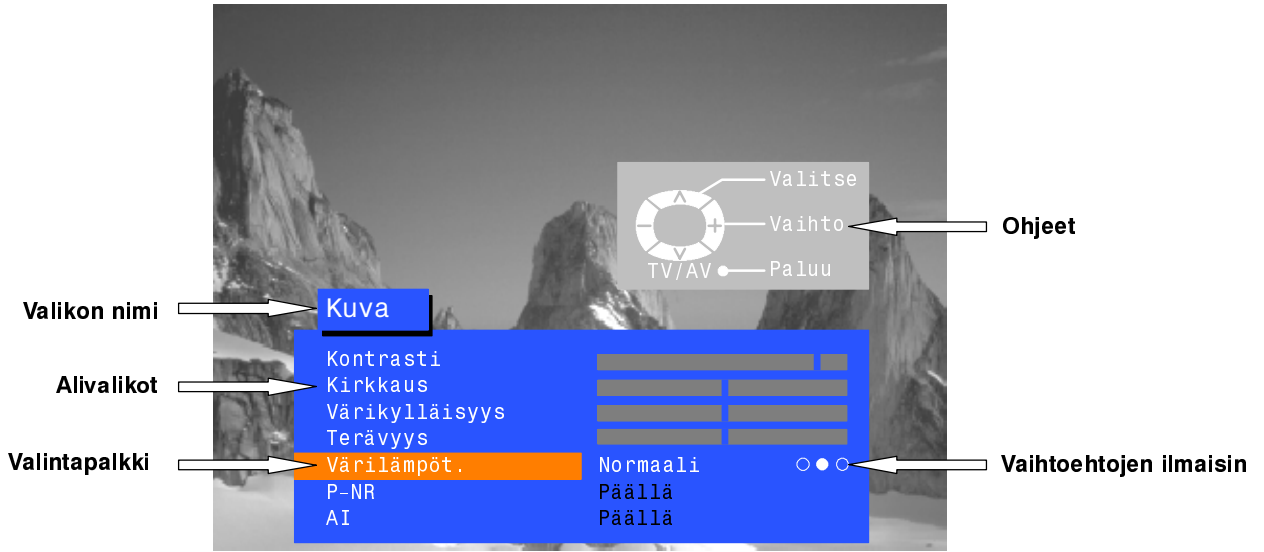 Valitse
Vaihto
TV/AV Paluu
Ohjeet
Valikon nimi
Kuva
Alivalikot
Kontrasti
Kirkkaus
Värikylläisyys
Terävyys
Valintapalkki
Värilämpöt. Normaali
Vaihtoehtojen ilmaisin
P-NR Päällä
AI Päällä